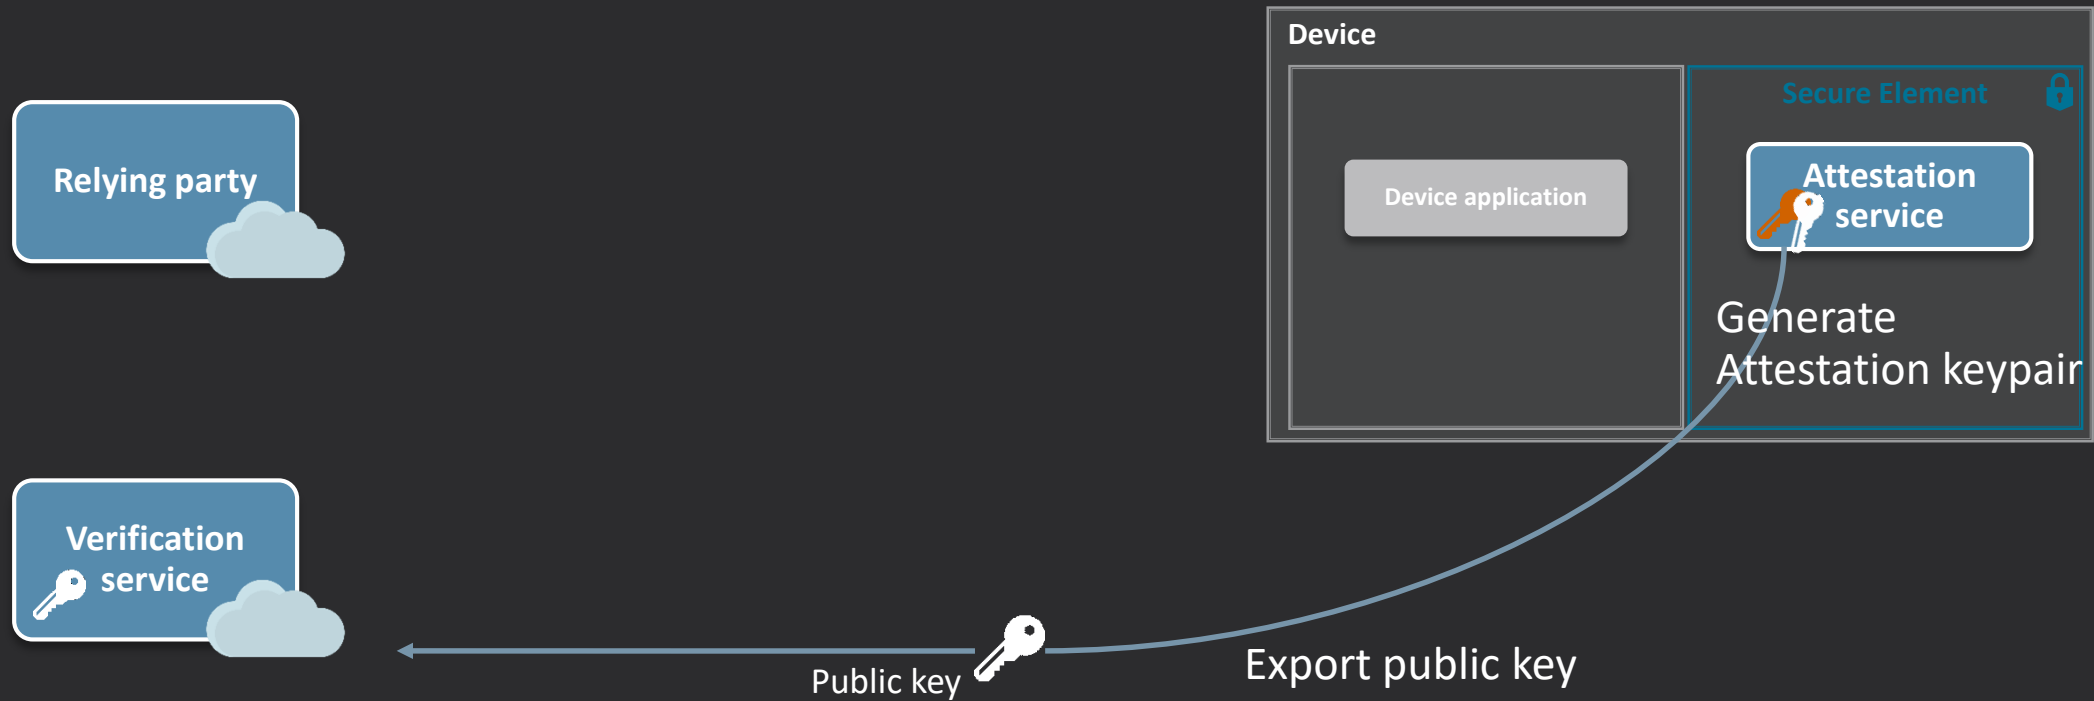 Device
Secure Element
Relying party
Device application
Attestation
service
Generate
Attestation keypair
Verification
service
Public key
Export public key